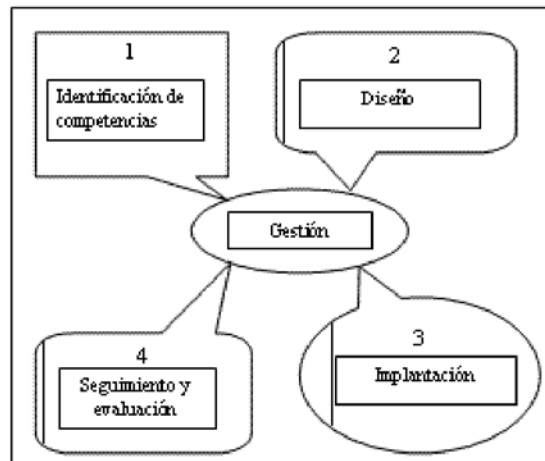 1
Identificación de
competencias
2
Diseño
Gestión
3
Implantación
4
Seguimiento y
evaluación